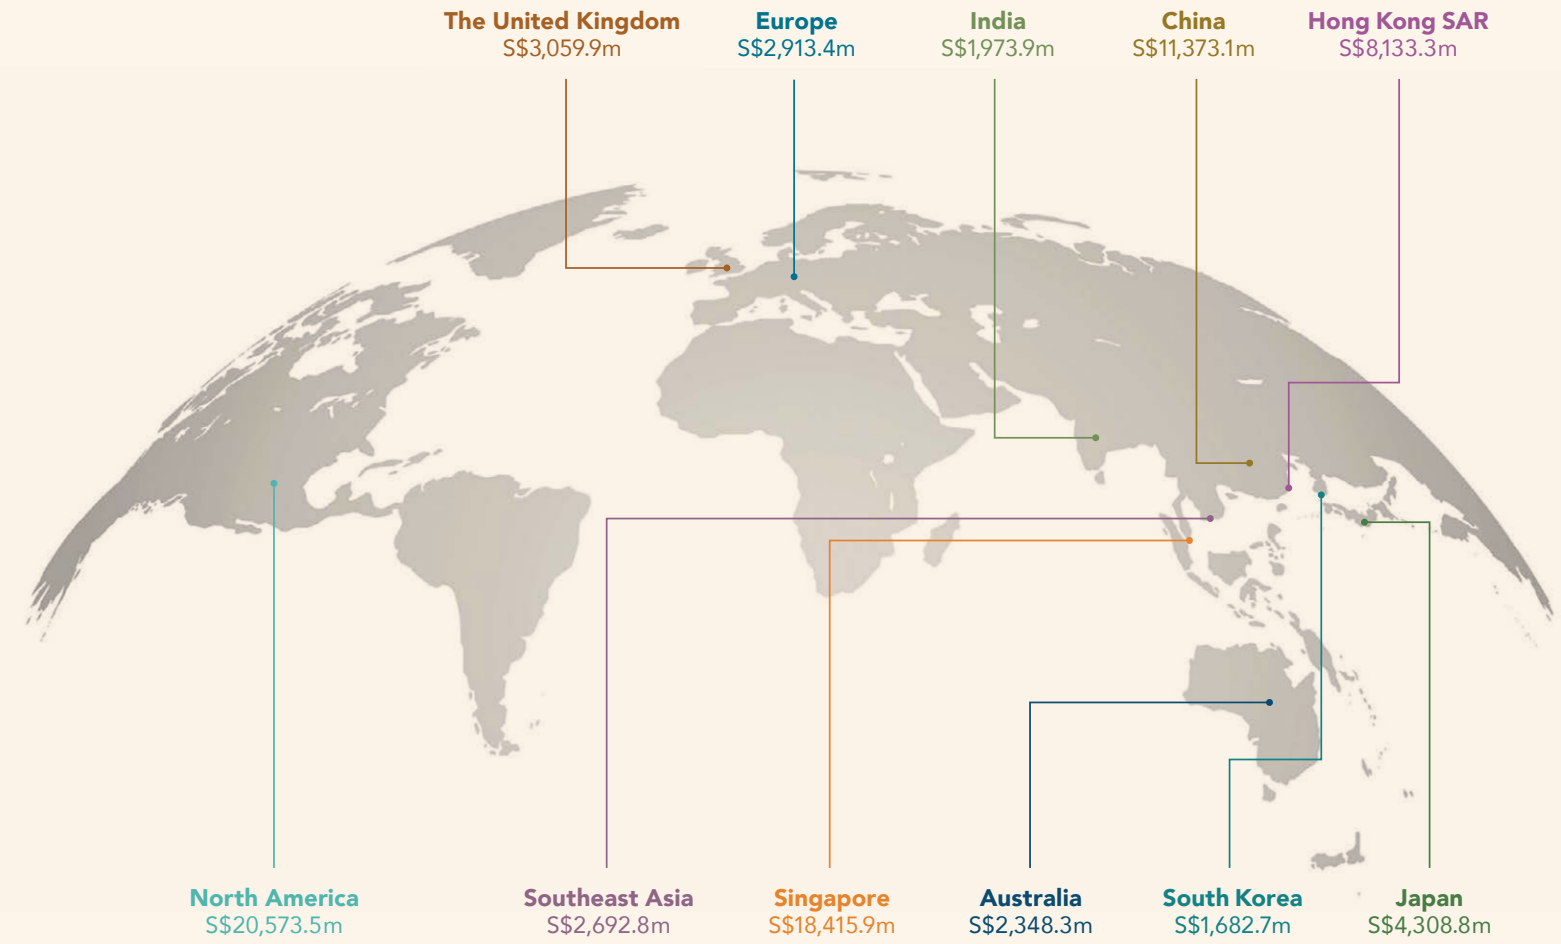 The United Kingdom
S$3,059.9m
Europe
S$2,913.4m
India
S$1,973.9m
China
S$11,373.1m
Hong Kong SAR
S$8,133.3m
North America
S$20,573.5m
Southeast Asia
S$2,692.8m
Singapore
S$18,415.9m
Australia
S$2,348.3m
South Korea
S$1,682.7m
Japan
S$4,308.8m